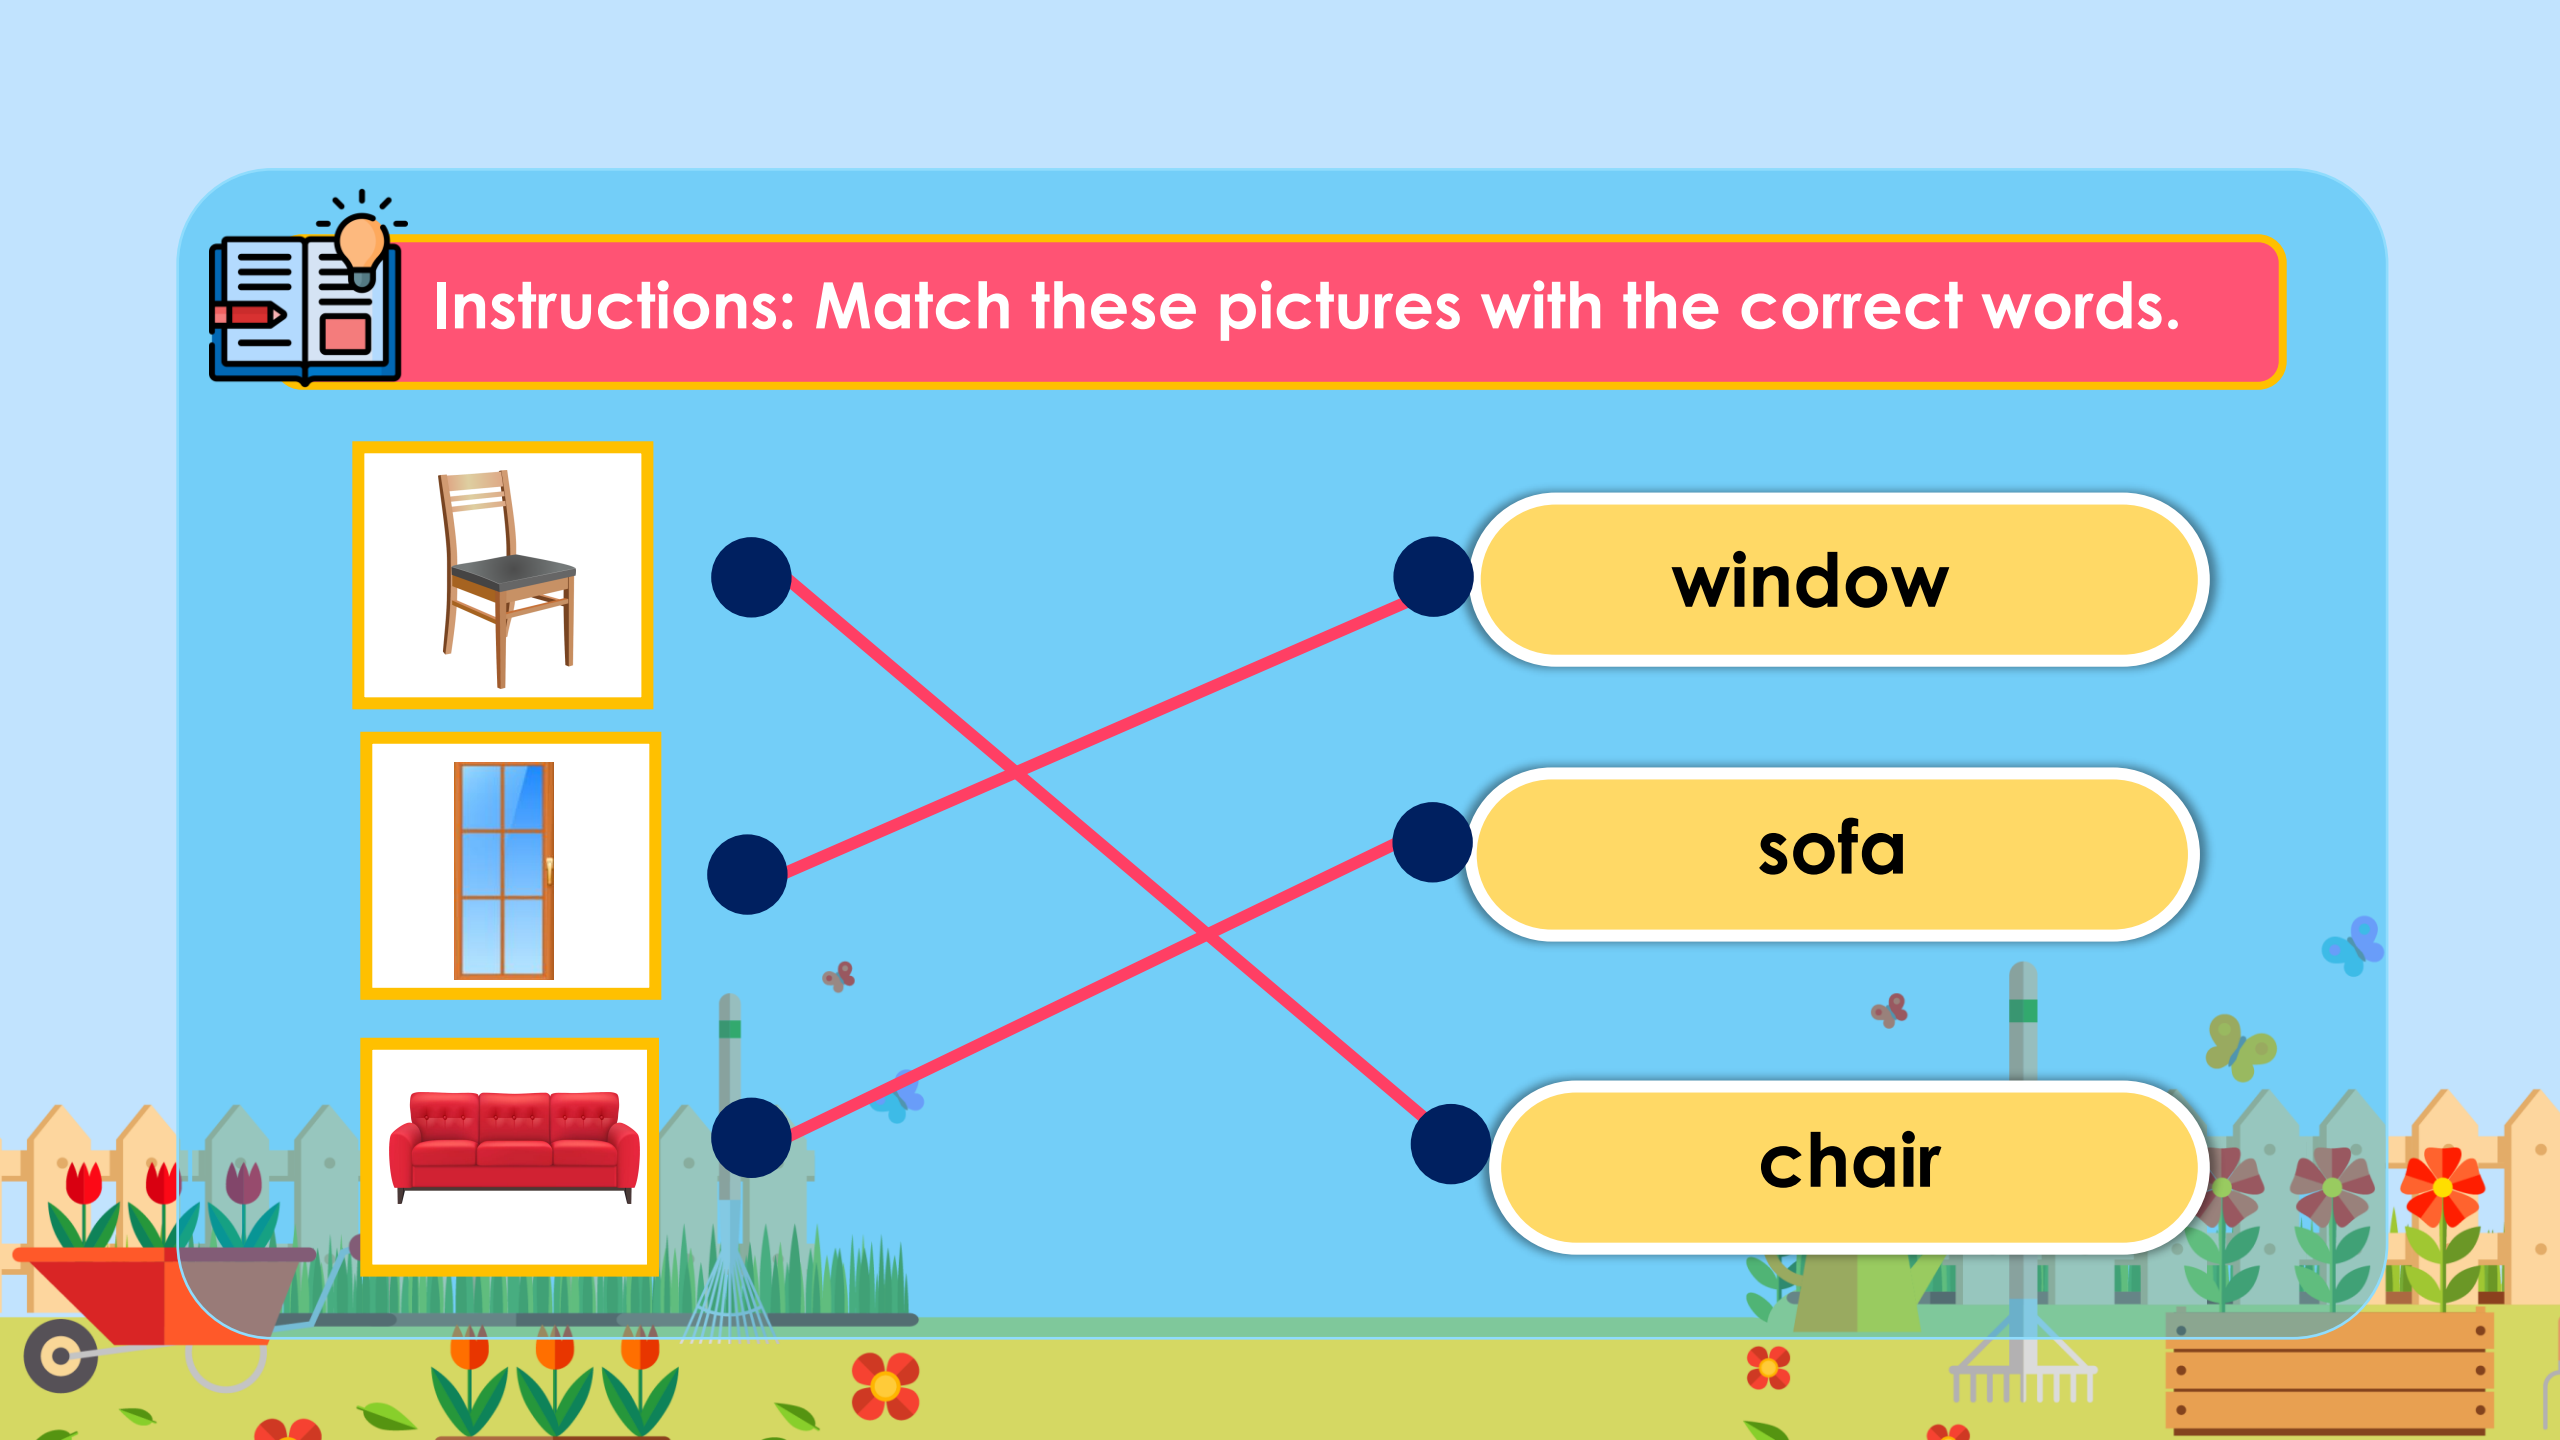 Instructions: Match these pictures with the correct words.
window
sofa
chair